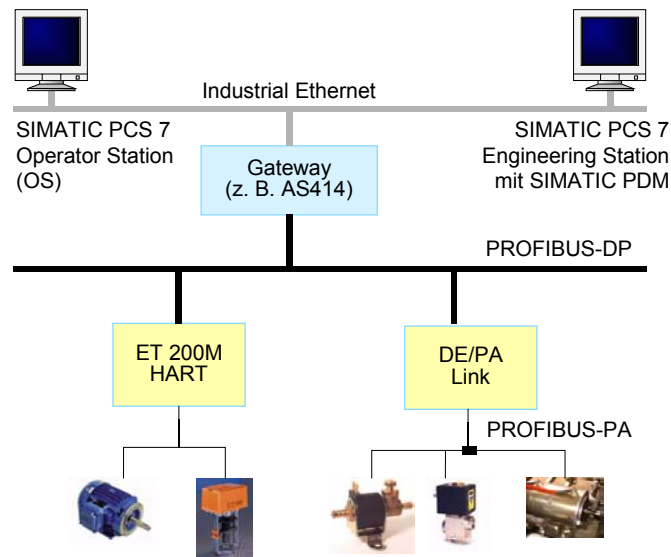 Industrial Ethernet
SIMATIC PCS 7
Operator Station
(OS)
SIMATIC PCS 7
Engineering Station
mit SIMATIC PDM
Gateway
(z. B. AS414)
PROFIBUS-DP
ET 200M
HART
DE/PA
Link
PROFIBUS-PA